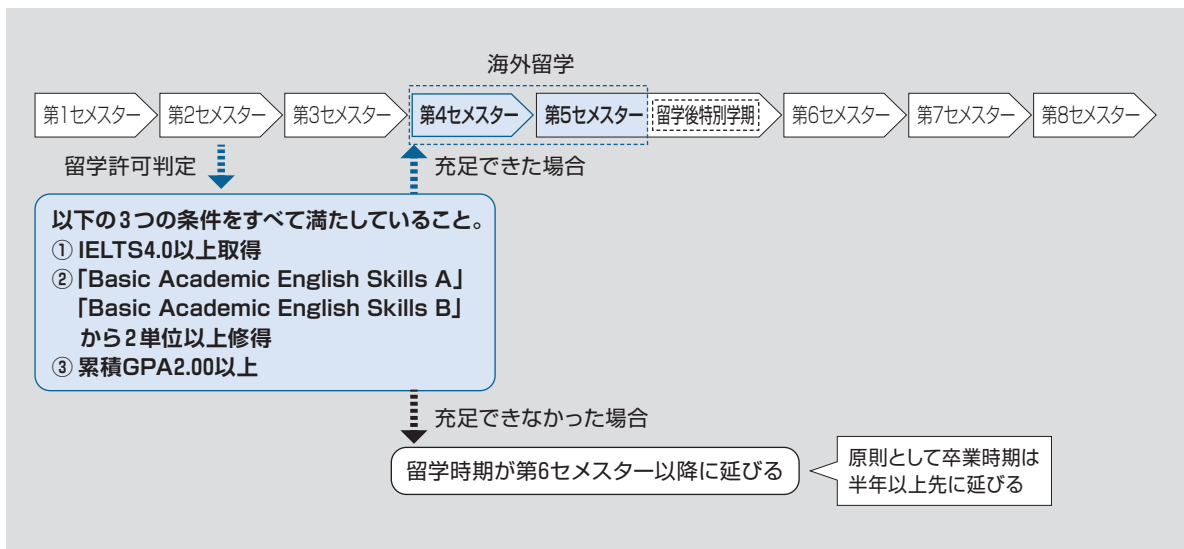 海外留学
第1セメスター
第2セメスター
第3セメスター
第4セメスター
第5セメスター
留学後特別学期
第6セメスター
第7セメスター
第8セメスター
留学許可判定
充足できた場合
以下の3つの条件をすべて満たしていること。
① IELTS4.0以上取得
②「Basic Academic English Skills A」
「Basic Academic English Skills B」
から2単位以上修得
③ 累積GPA2.00以上
充足できなかった場合
留学時期が第6セメスター以降に延びる
原則として卒業時期は
半年以上先に延びる